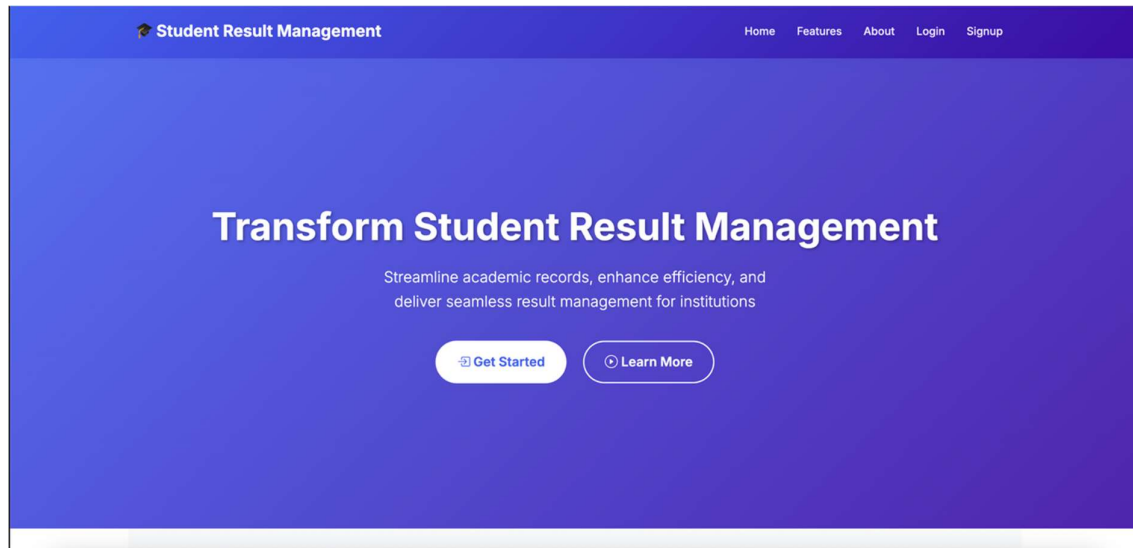 🎓 Student Result Management
Home Features About Login Signup
Transform Student Result Management
Streamline academic records, enhance efficiency, and
deliver seamless result management for institutions
Get Started
Learn More